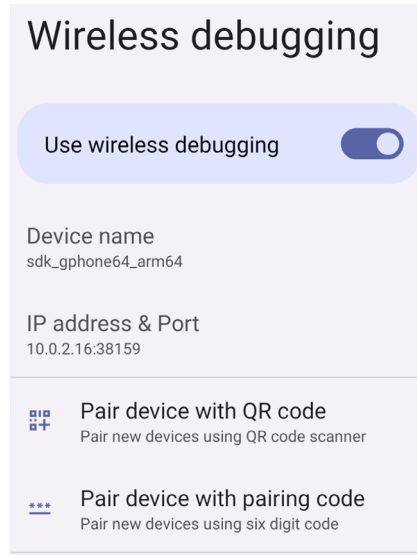 Wireless debugging
Use wireless debugging
Device name
sdk_gphone64_arm64
IP address & Port
10.0.2.16:38159
Pair device with QR code
Pair new devices using QR code scanner
Pair device with pairing code
Pair new devices using six digit code